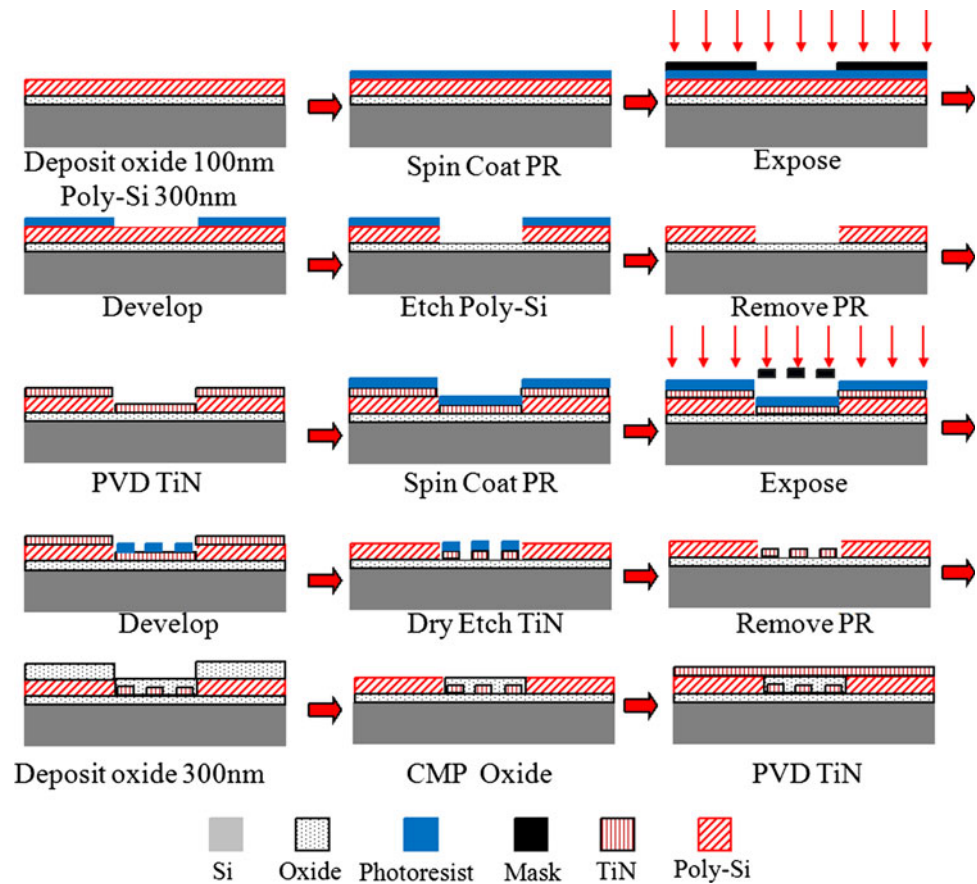 Deposit oxide 100nm
Poly-Si 300nm
Spin Coat PR
Expose
Develop
Etch Poly-Si
Remove PR
PVD TiN
Spin Coat PR
Expose
Develop
Dry Etch TiN
Remove PR
Deposit oxide 300nm
CMP Oxide
PVD TiN
Si
Oxide
Photoresist
Mask
TiN
Poly-Si